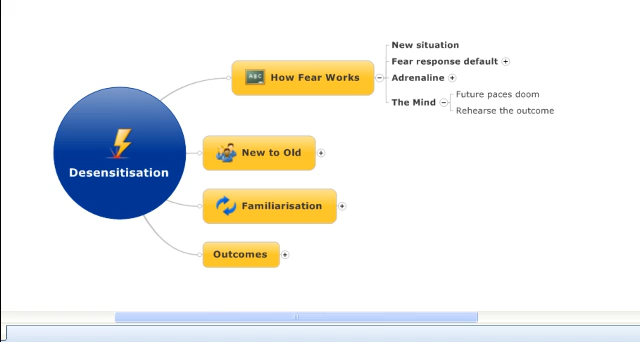 Desensitisation
How Fear Works
New situation
Fear response default
Adrenaline
The Mind
Future paces doom
Rehearse the outcome
New to Old
Familiarisation
Outcomes